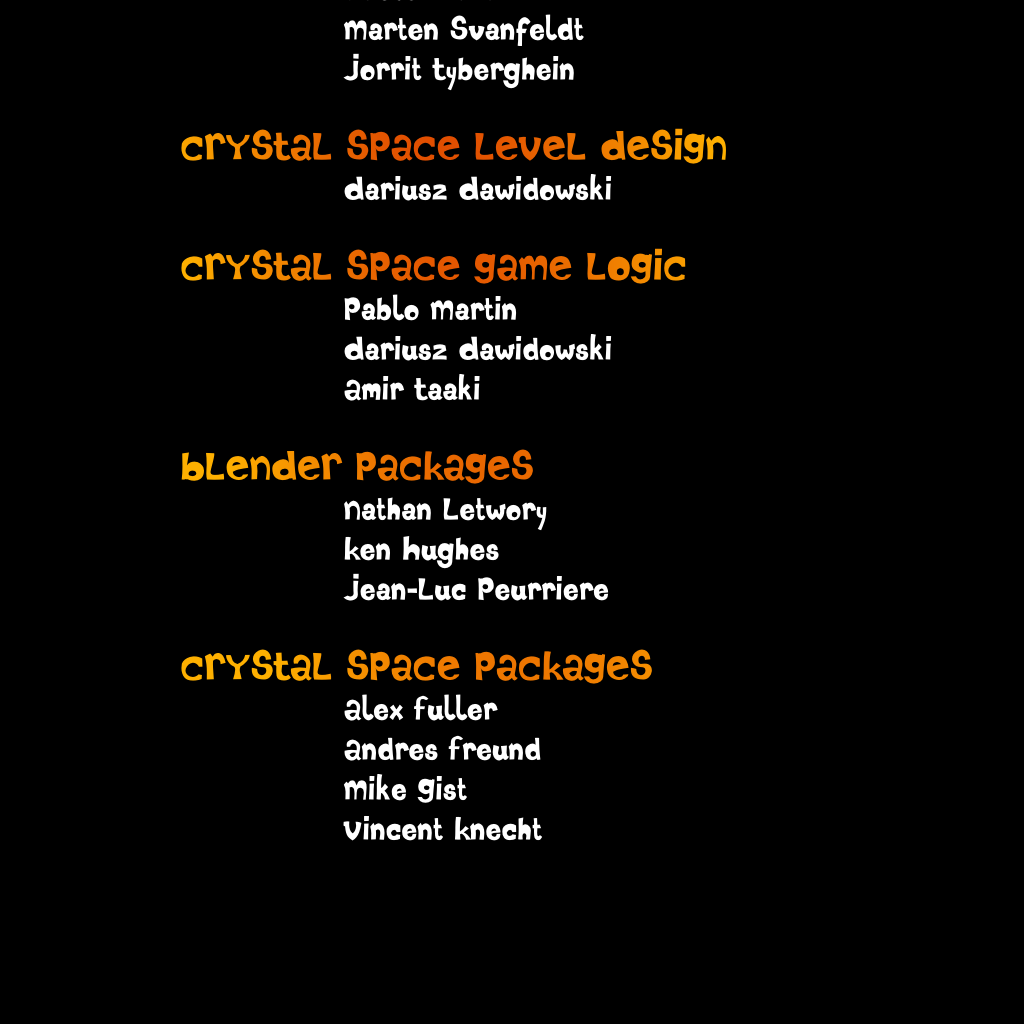 Marten Svanfeldt
Jorrit Tyberghein
Crystal Space Level Design
Dariusz Dawidowski
Crystal Space Game Logic
Pablo Martin
Dariusz Dawidowski
Amir Taaki
Blender Packages
Nathan Letwory
Ken Hughes
Jean-Luc Peurriere
Crystal Space Packages
Alex Fuller
Andres Freund
Mike Gist
Vincent Knecht